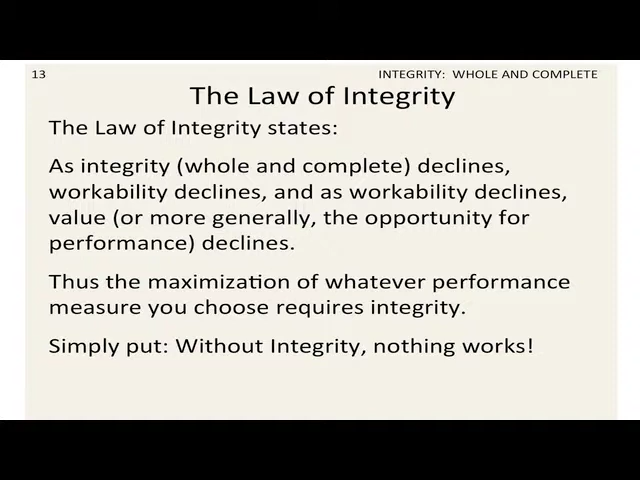 13
INTEGRITY: WHOLE AND COMPLETE
The Law of Integrity
The Law of Integrity states:
As integrity (whole and complete) declines,
workability declines, and as workability declines,
value (or more generally, the opportunity for
performance) declines.
Thus the maximization of whatever performance
measure you choose requires integrity.
Simply put: Without Integrity, nothing works!